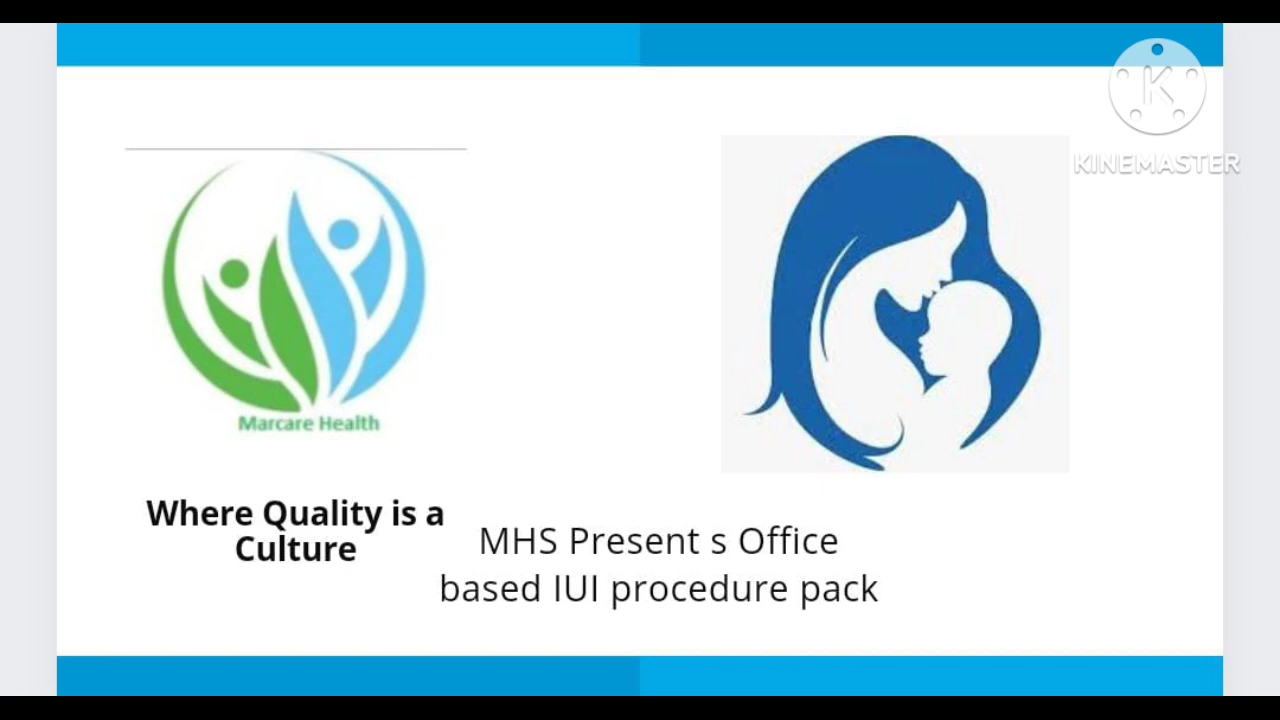 K
KINEMASTER
Marcare Health
Where Quality is a
Culture
MHS Present s Office
based IUI procedure pack